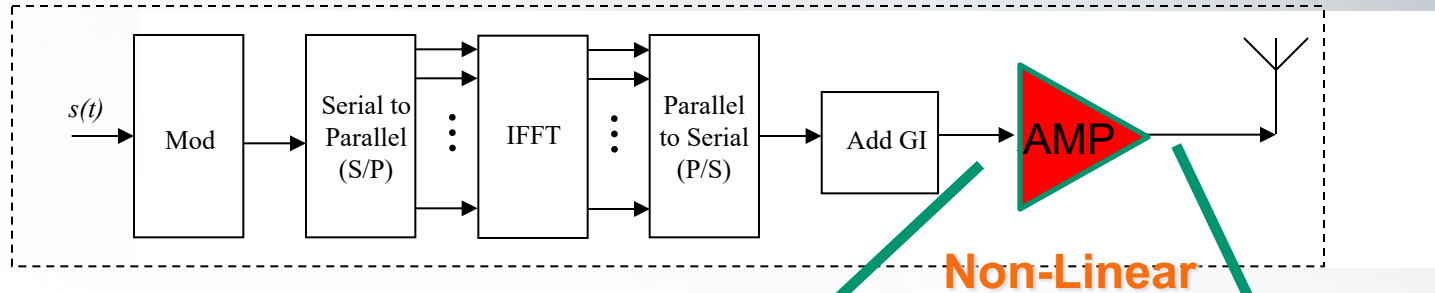 s(t)
Mod
Serial to
Parallel
(S/P)
IFFT
Parallel
to Serial
(P/S)
Add GI
AMP
Non-Linear